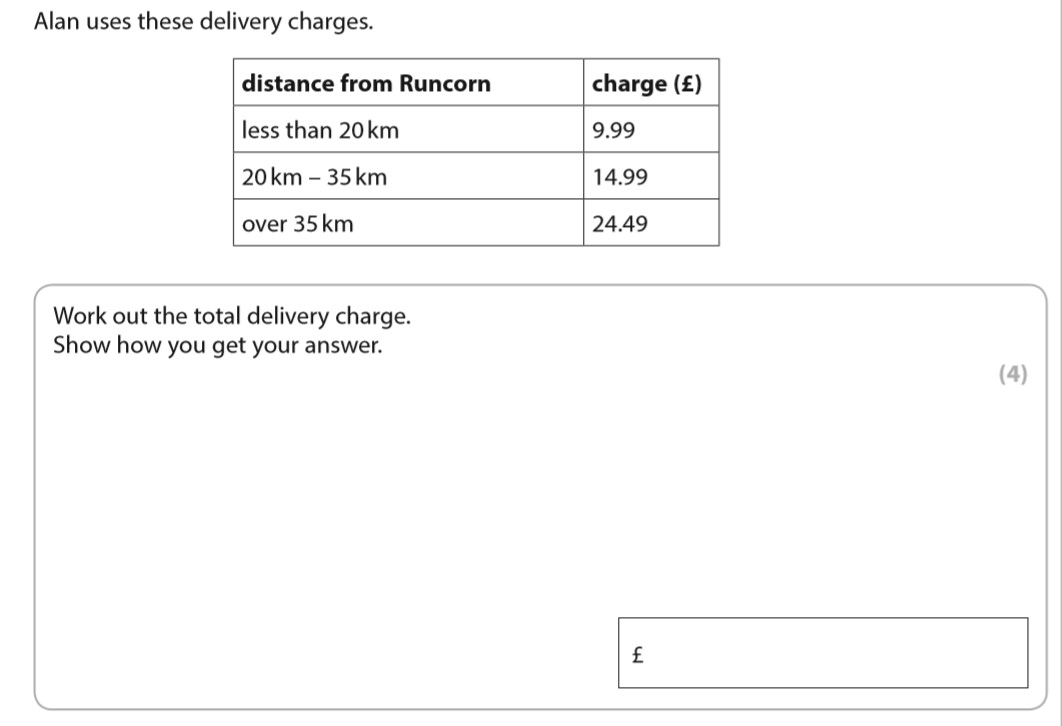 Alan uses these delivery charges.
distance from Runcorn charge (£)
less than 20 km 9.99
20 km – 35 km 14.99
over 35 km 24.49
Work out the total delivery charge.
Show how you get your answer.
(4)
£